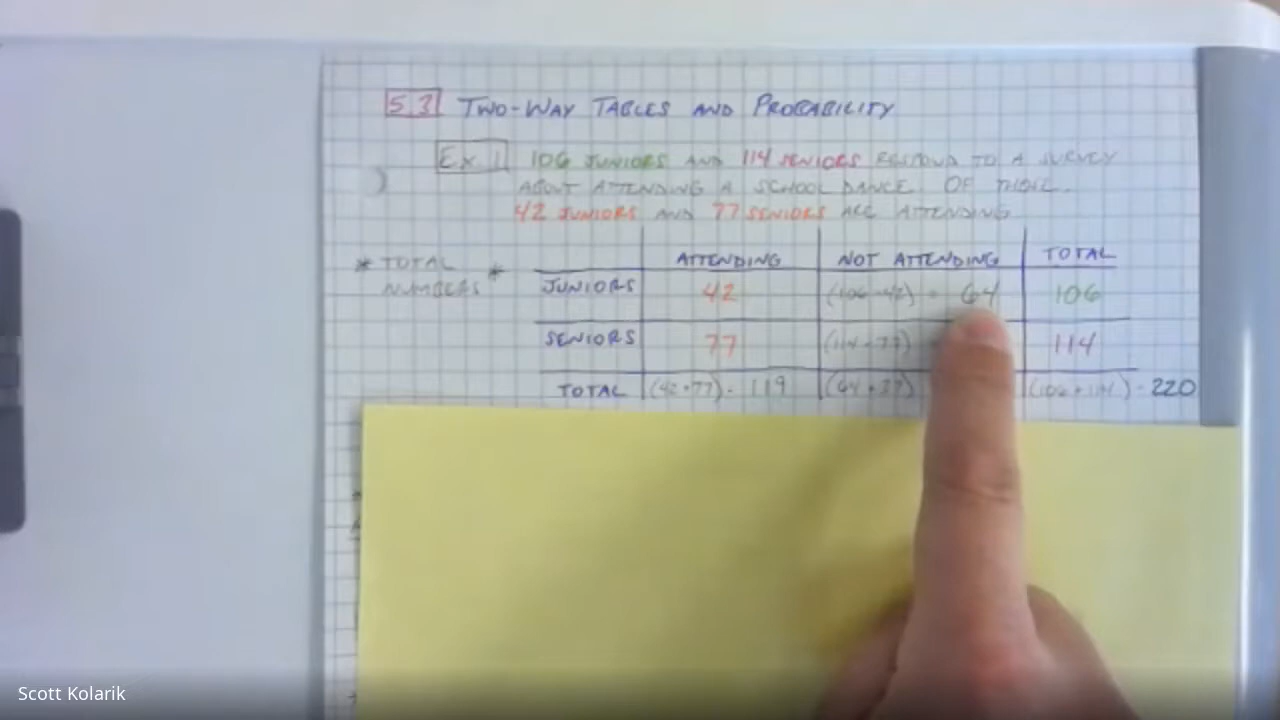 5.3 TWO-WAY TABLES AND PROBABILITY
Ex. 1 106 JUNIORS AND 114 SENIORS RESPOND TO A SURVEY
ABOUT ATTENDING A SCHOOL DANCE. OF THOSE,
42 JUNIORS AND 77 SENIORS ARE ATTENDING
* TOTAL NUMBERS *
ATTENDING NOT ATTENDING TOTAL
JUNIORS 42 (106-42) = 64 106
SENIORS 77 (114-77) 114
TOTAL (42+77) = 119 (64+37) (106+114) = 220
Scott Kolarik